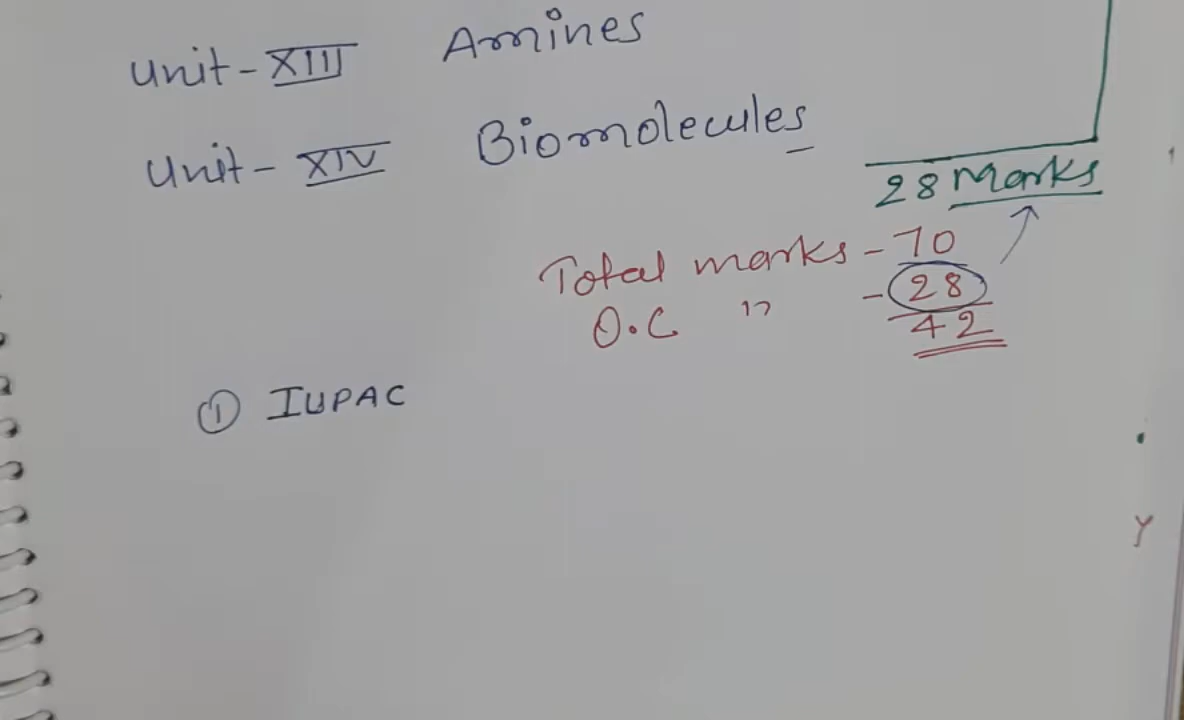 Unit-XIII Amines
Unit-XIV Biomolecules
28 Marks
Total marks - 70
O.C " - 28
42
① IUPAC
Y